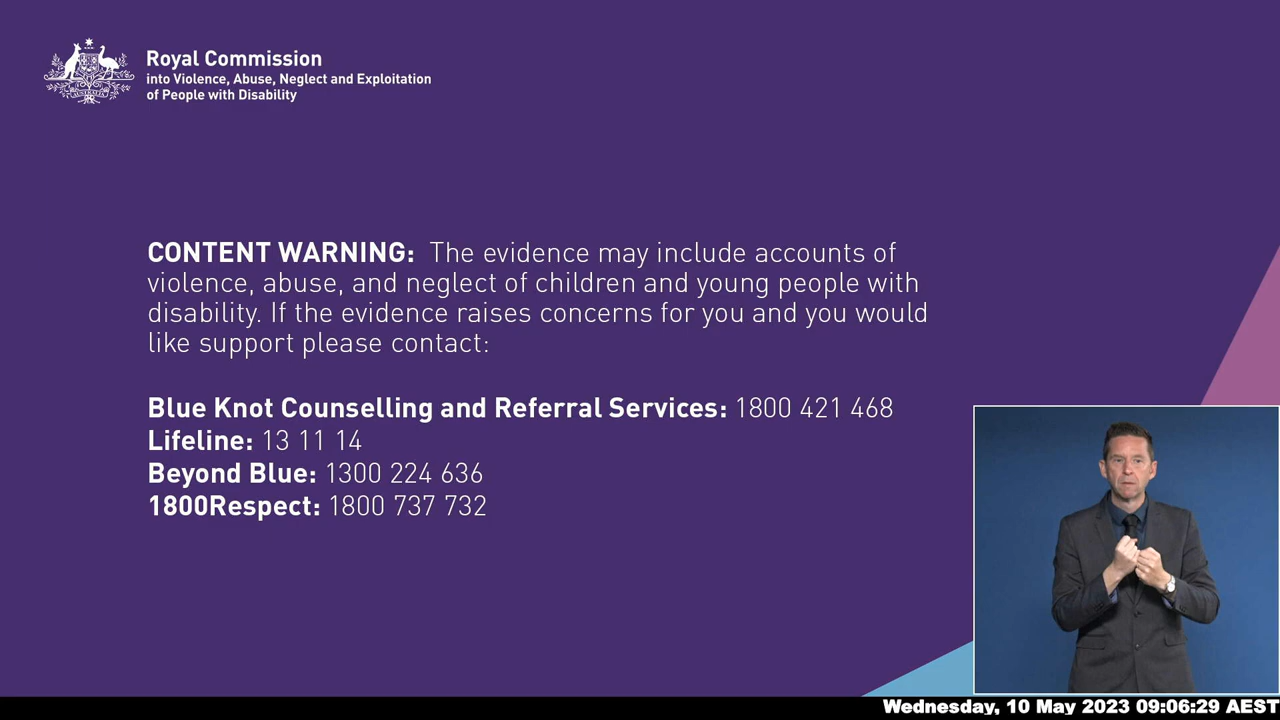 Royal Commission
into Violence, Abuse, Neglect and Exploitation
of People with Disability
CONTENT WARNING: The evidence may include accounts of
violence, abuse, and neglect of children and young people with
disability. If the evidence raises concerns for you and you would
like support please contact:
Blue Knot Counselling and Referral Services: 1800 421 468
Lifeline: 13 11 14
Beyond Blue: 1300 224 636
1800Respect: 1800 737 732
Wednesday, 10 May 2023 09:06:29 AEST